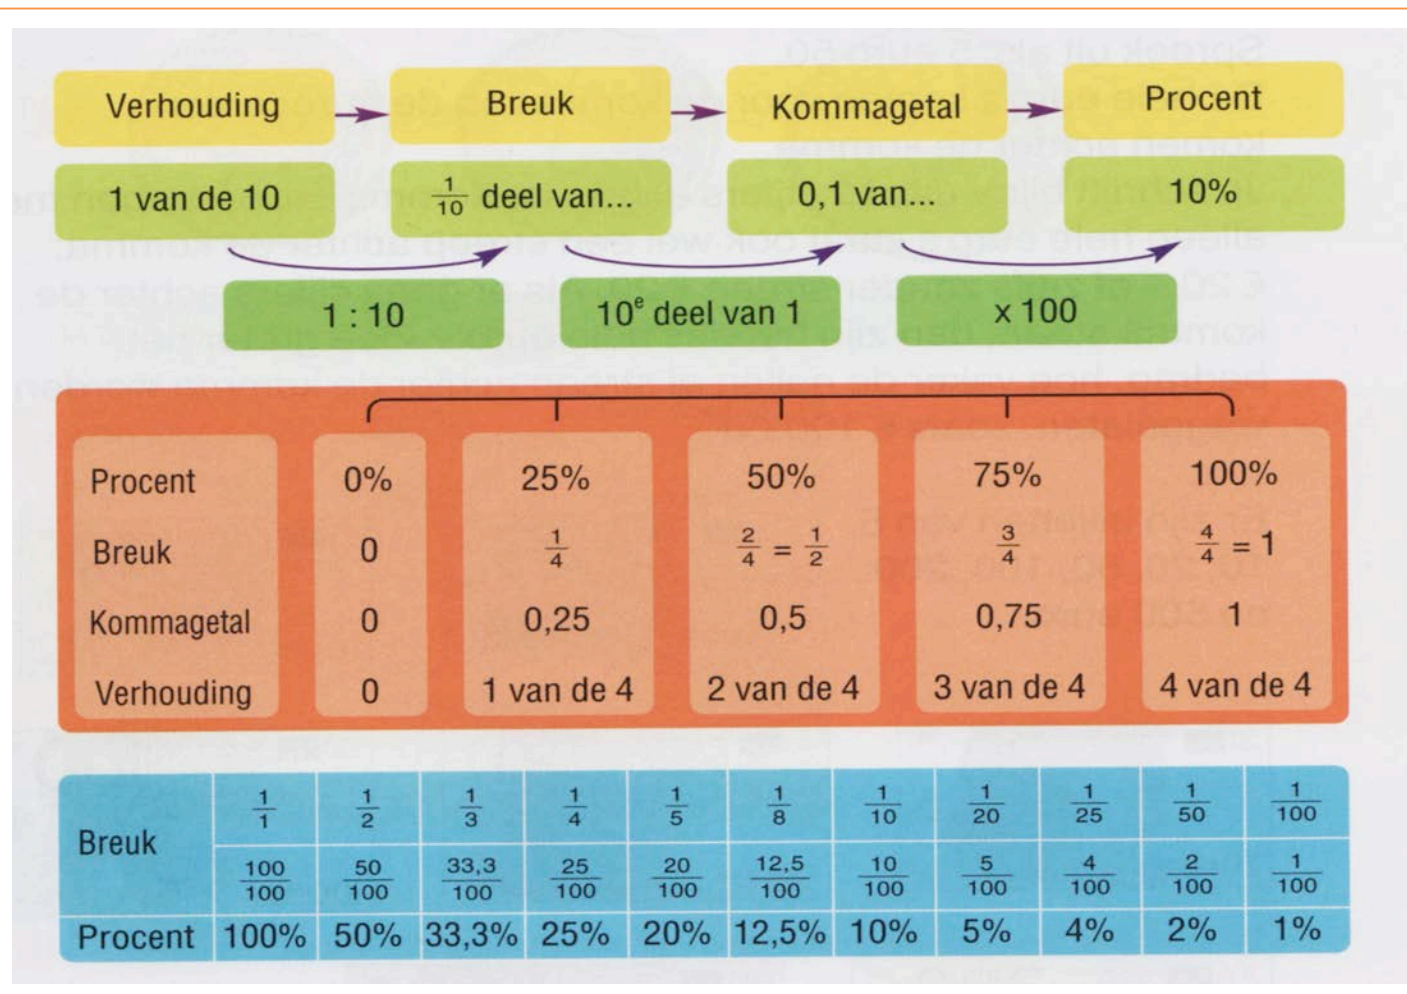 Verhouding Breuk Kommagetal Procent
1 van de 10 1/10 deel van... 0,1 van... 10%
1 : 10 10ᵉ deel van 1 x 100
Procent 0% 25% 50% 75% 100%
Breuk 0 1/4 2/4 = 1/2 3/4 4/4 = 1
Kommagetal 0 0,25 0,5 0,75 1
Verhouding 0 1 van de 4 2 van de 4 3 van de 4 4 van de 4
Breuk 1/1 1/2 1/3 1/4 1/5 1/8 1/10 1/20 1/25 1/50 1/100
100/100 50/100 33,3/100 25/100 20/100 12,5/100 10/100 5/100 4/100 2/100 1/100
Procent 100% 50% 33,3% 25% 20% 12,5% 10% 5% 4% 2% 1%